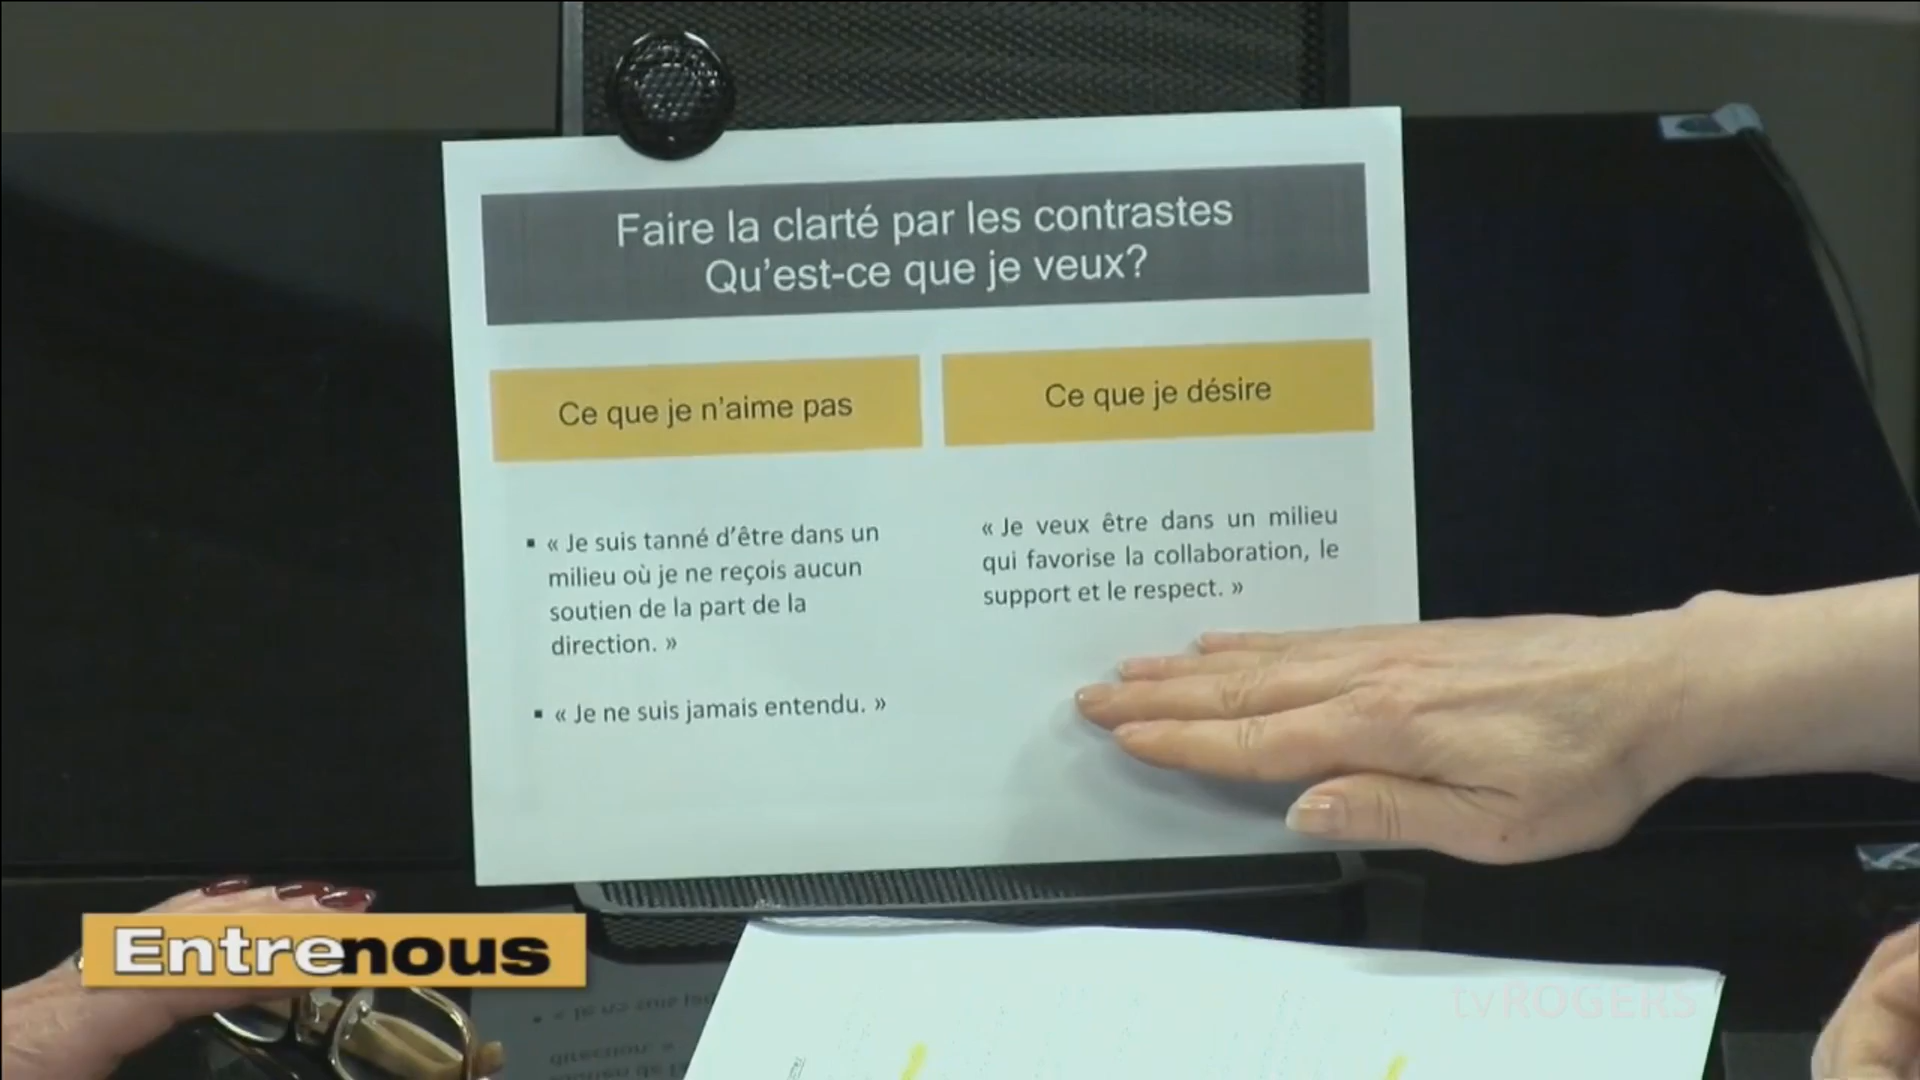 Faire la clarté par les contrastes
Qu'est-ce que je veux?
Ce que je n'aime pas
Ce que je désire
▪ « Je suis tanné d'être dans un
milieu où je ne reçois aucun
soutien de la part de la
direction. »
▪ « Je ne suis jamais entendu. »
« Je veux être dans un milieu
qui favorise la collaboration, le
support et le respect. »
Entrenous
tvROGERS